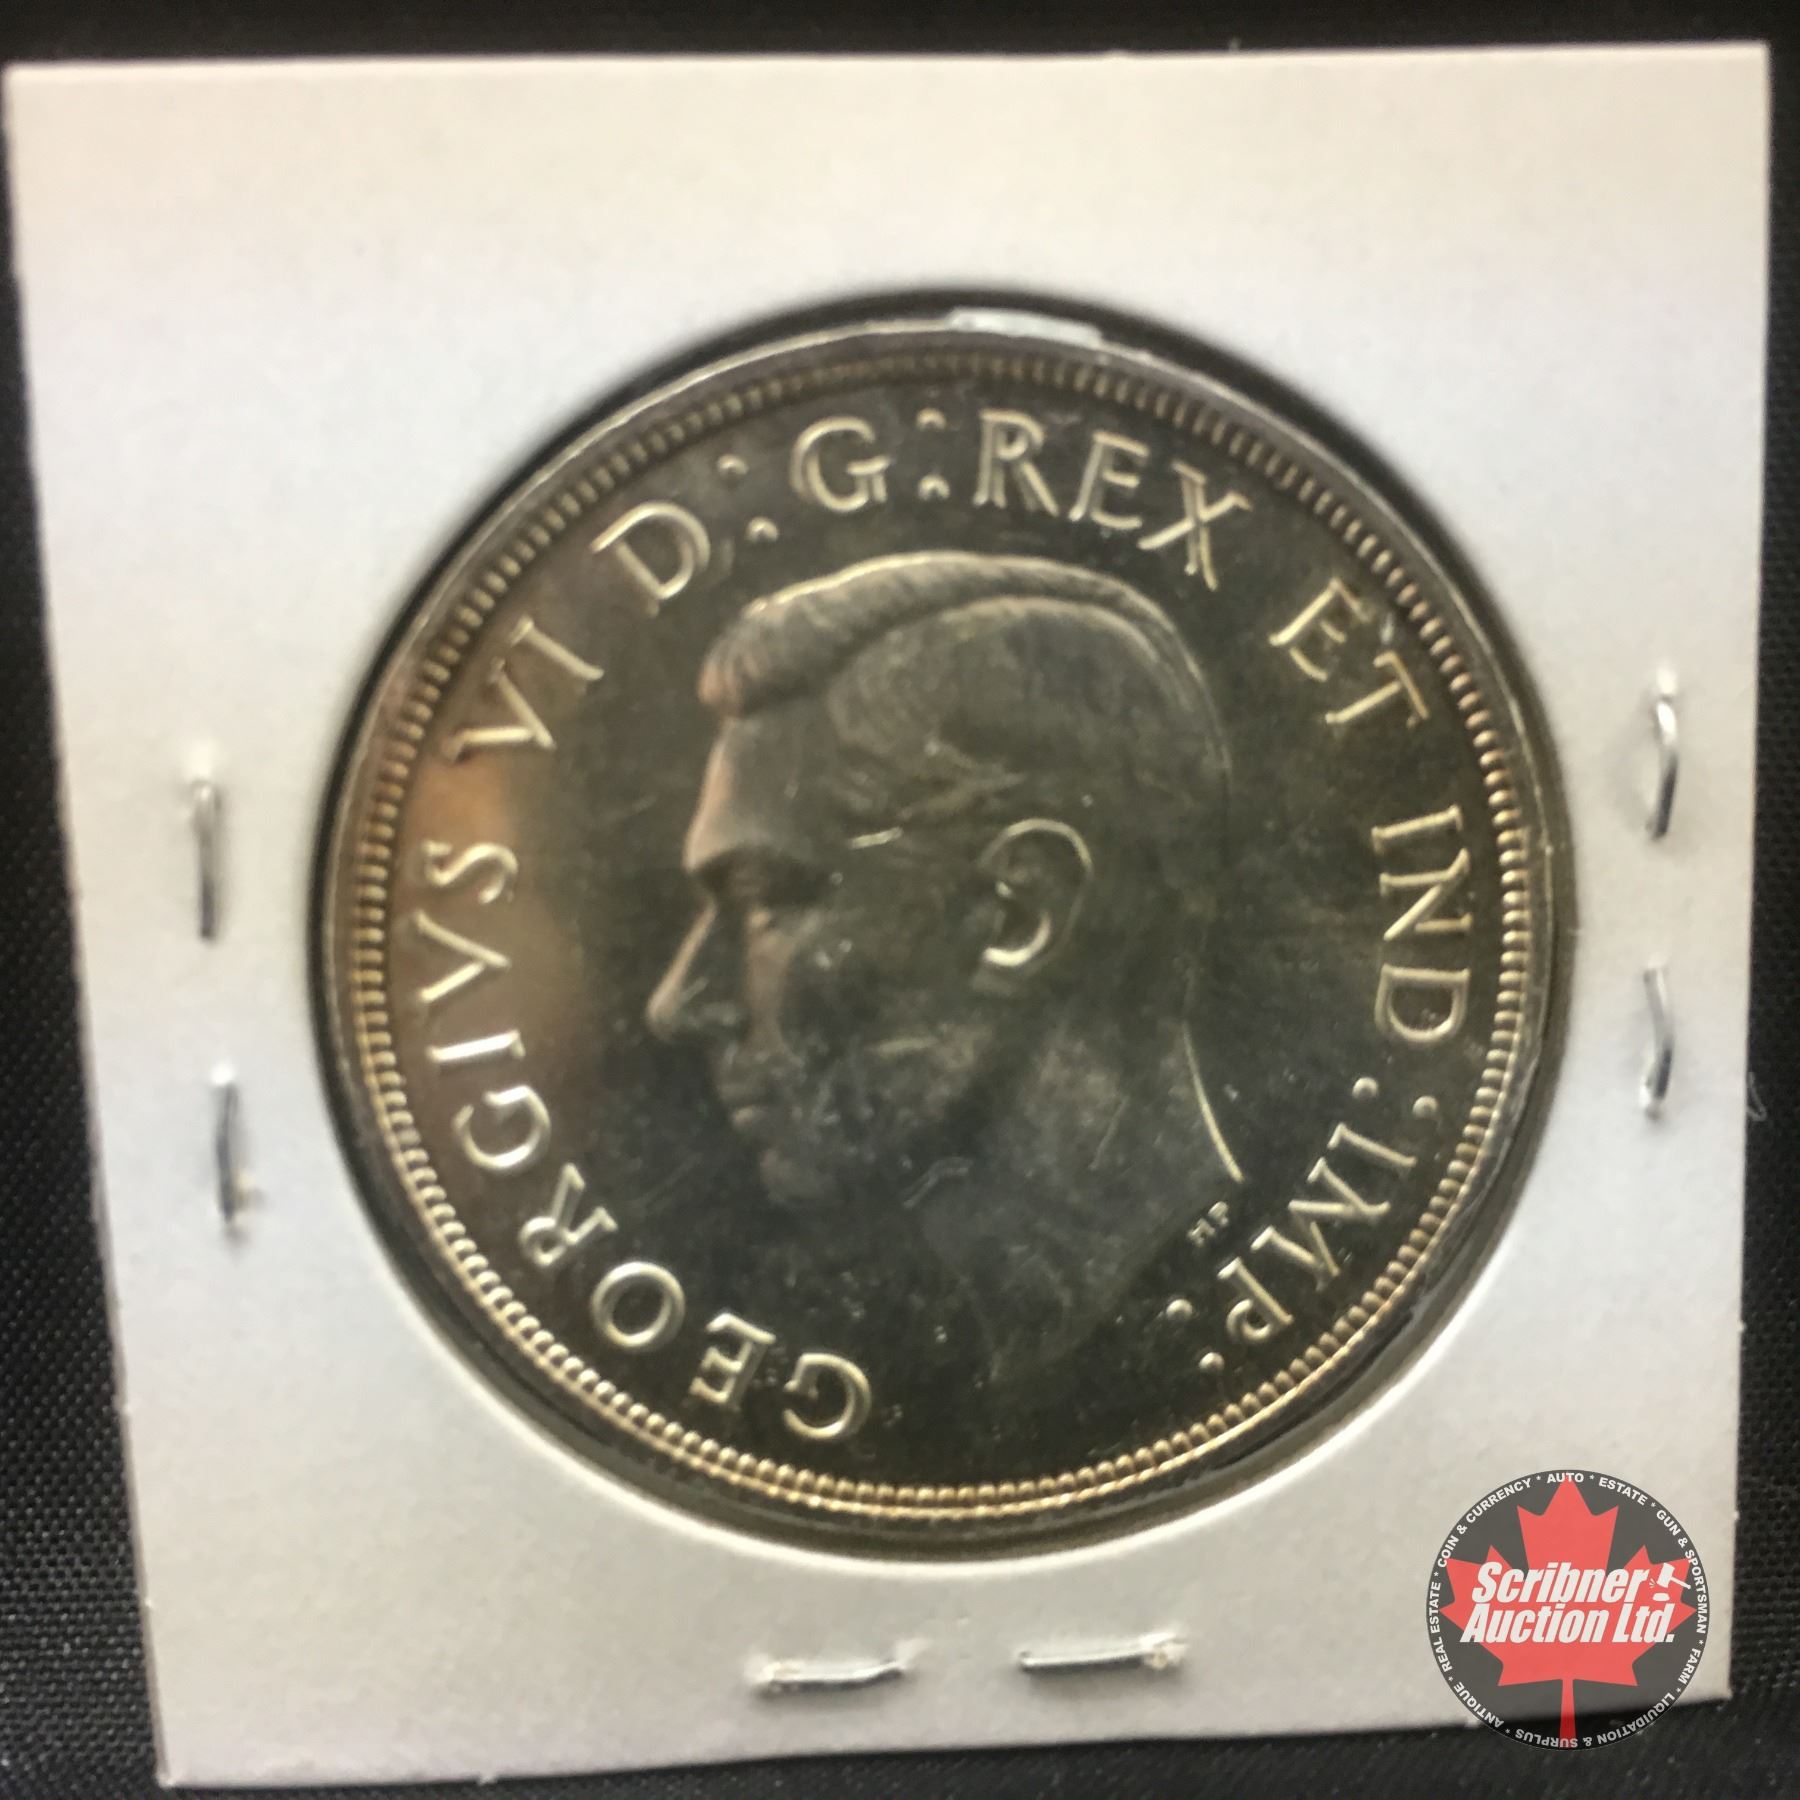 GEORGIVS VI D:G:REX ET IND:IMP:
HP
Scribner
Auction Ltd.
ANTIQUE * REAL ESTATE * COIN & CURRENCY * AUTO * ESTATE * GUN & SPORTSMAN * FARM * LIQUIDATION & SURPLUS *